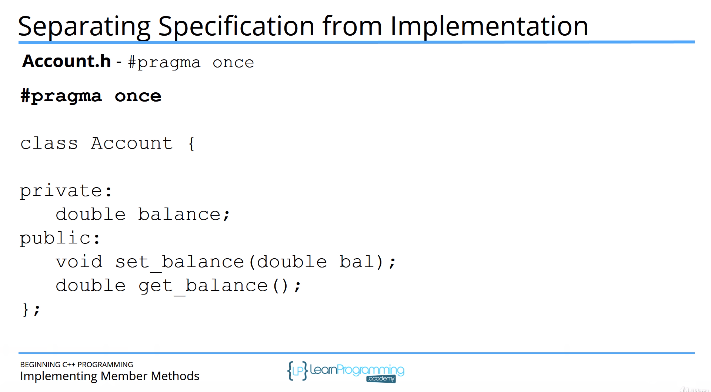 Separating Specification from Implementation
Account.h - #pragma once
#pragma once
class Account {
private:
double balance;
public:
void set_balance(double bal);
double get_balance();
};
BEGINNING C++ PROGRAMMING
Implementing Member Methods
{LP} LearnProgramming
academy